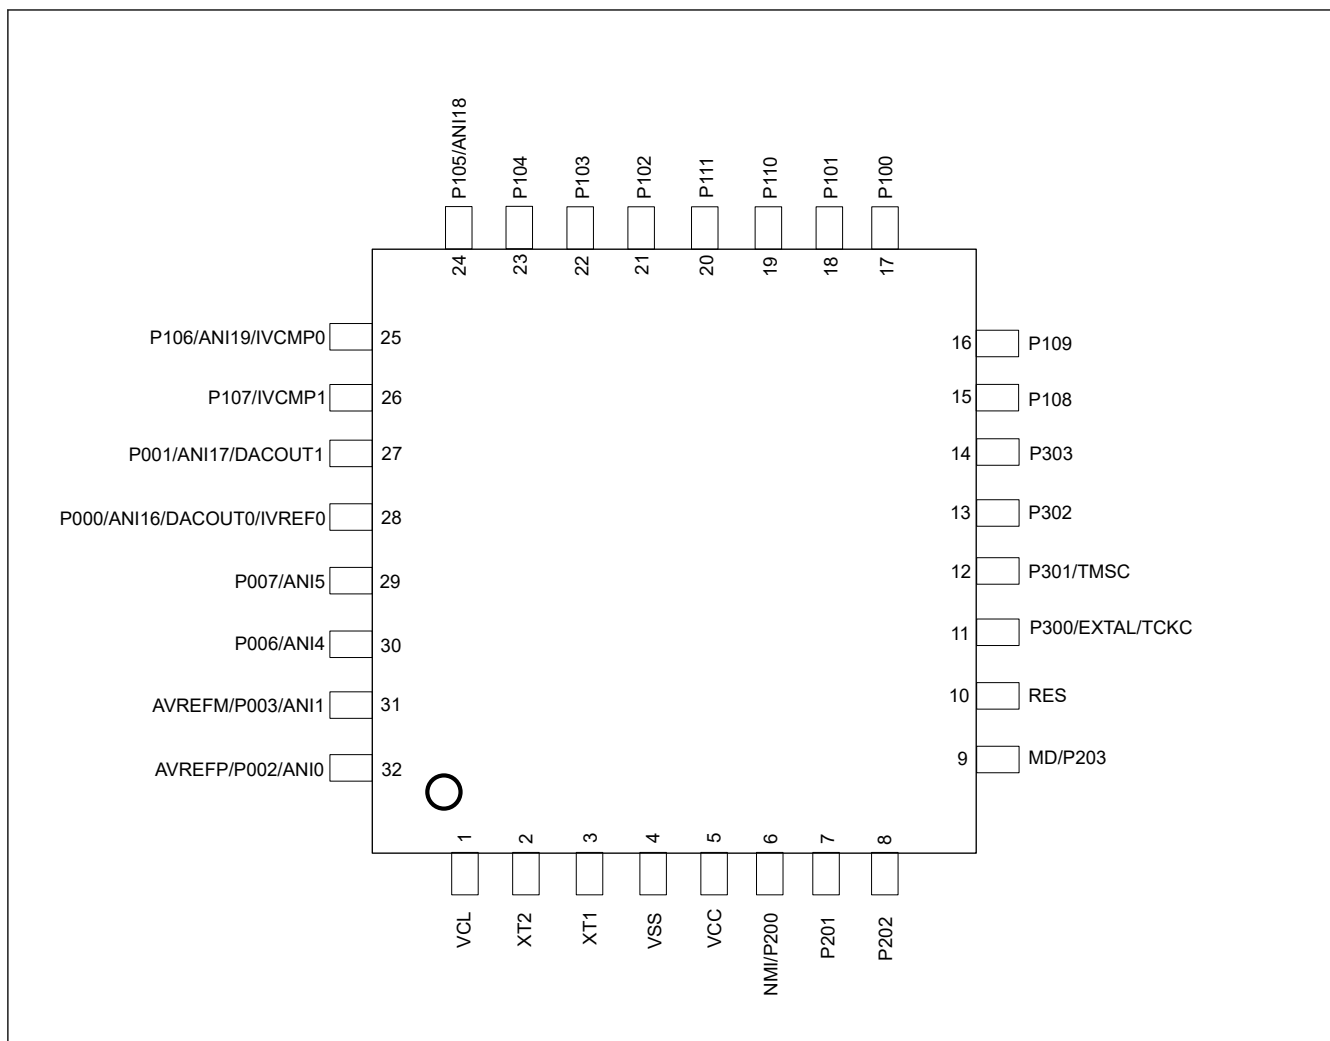 P105/ANI18
P104
P103
P102
P111
P110
P101
P100
24
23
22
21
20
19
18
17
P106/ANI19/IVCMP0 25
P107/IVCMP1 26
P001/ANI17/DACOUT1 27
P000/ANI16/DACOUT0/IVREF0 28
P007/ANI5 29
P006/ANI4 30
AVREFM/P003/ANI1 31
AVREFP/P002/ANI0 32
16 P109
15 P108
14 P303
13 P302
12 P301/TMSC
11 P300/EXTAL/TCKC
10 RES
9 MD/P203
1
2
3
4
5
6
7
8
VCL
XT2
XT1
VSS
VCC
NMI/P200
P201
P202